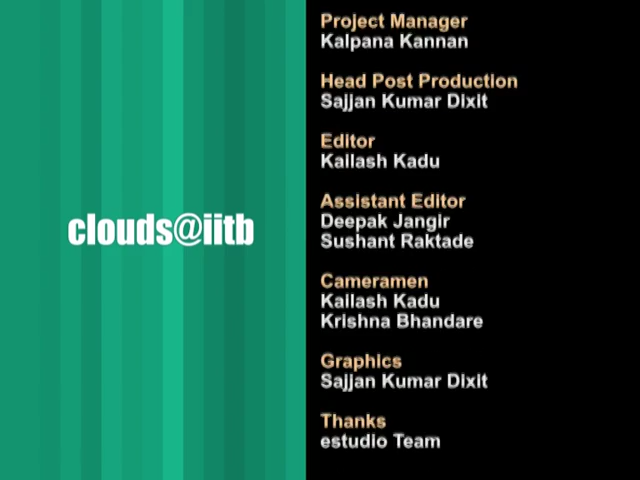 clouds@iitb
Project Manager
Kalpana Kannan
Head Post Production
Sajjan Kumar Dixit
Editor
Kailash Kadu
Assistant Editor
Deepak Jangir
Sushant Raktade
Cameramen
Kailash Kadu
Krishna Bhandare
Graphics
Sajjan Kumar Dixit
Thanks
estudio Team